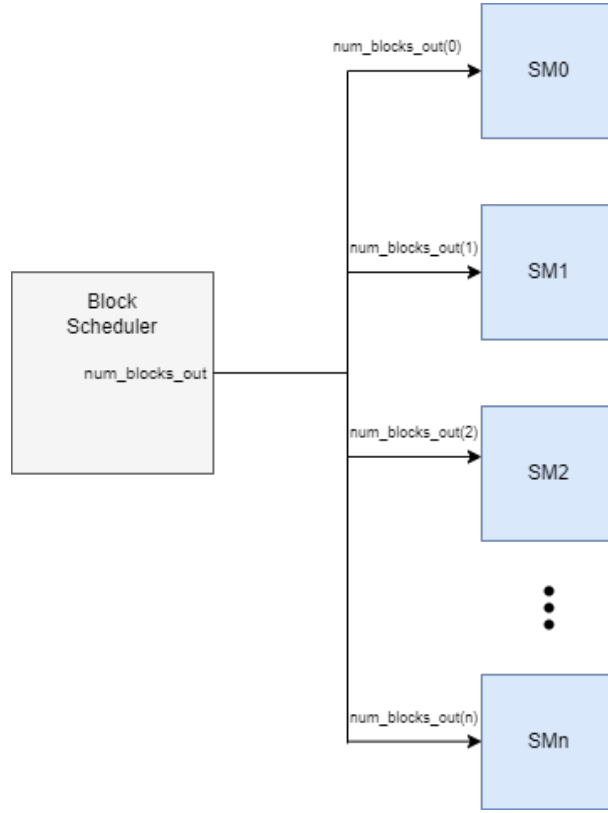 num_blocks_out(0)
SM0
num_blocks_out(1)
SM1
Block
Scheduler
num_blocks_out
num_blocks_out(2)
SM2
num_blocks_out(n)
SMn